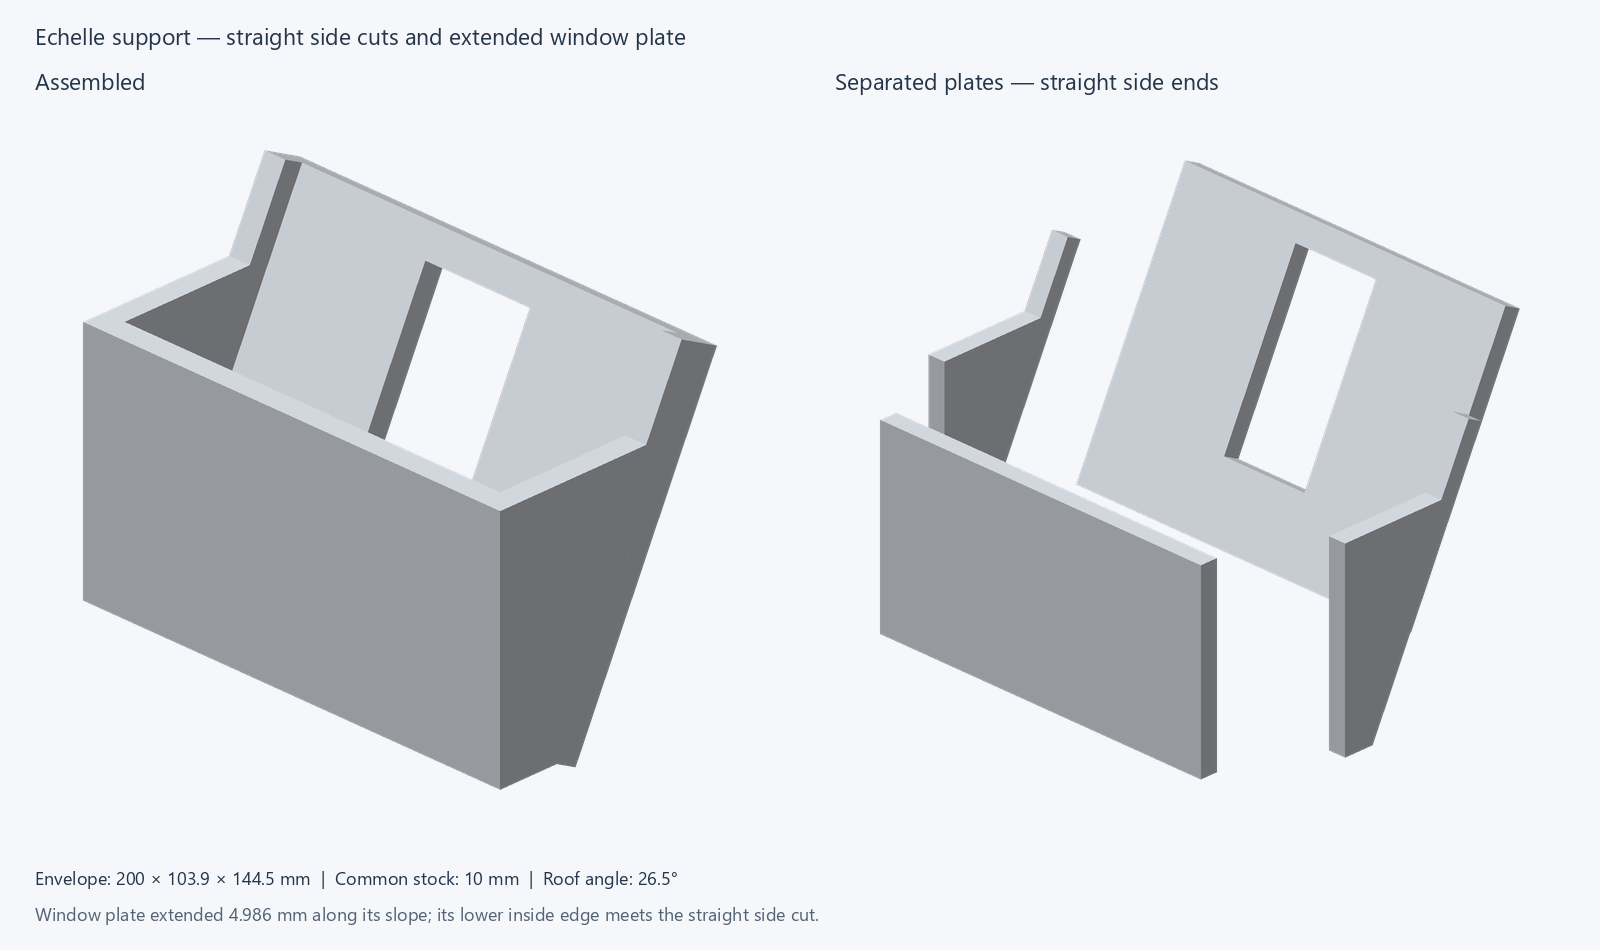 Echelle support — straight side cuts and extended window plate
Assembled
Separated plates — straight side ends
Envelope: 200 × 103.9 × 144.5 mm | Common stock: 10 mm | Roof angle: 26.5°
Window plate extended 4.986 mm along its slope; its lower inside edge meets the straight side cut.